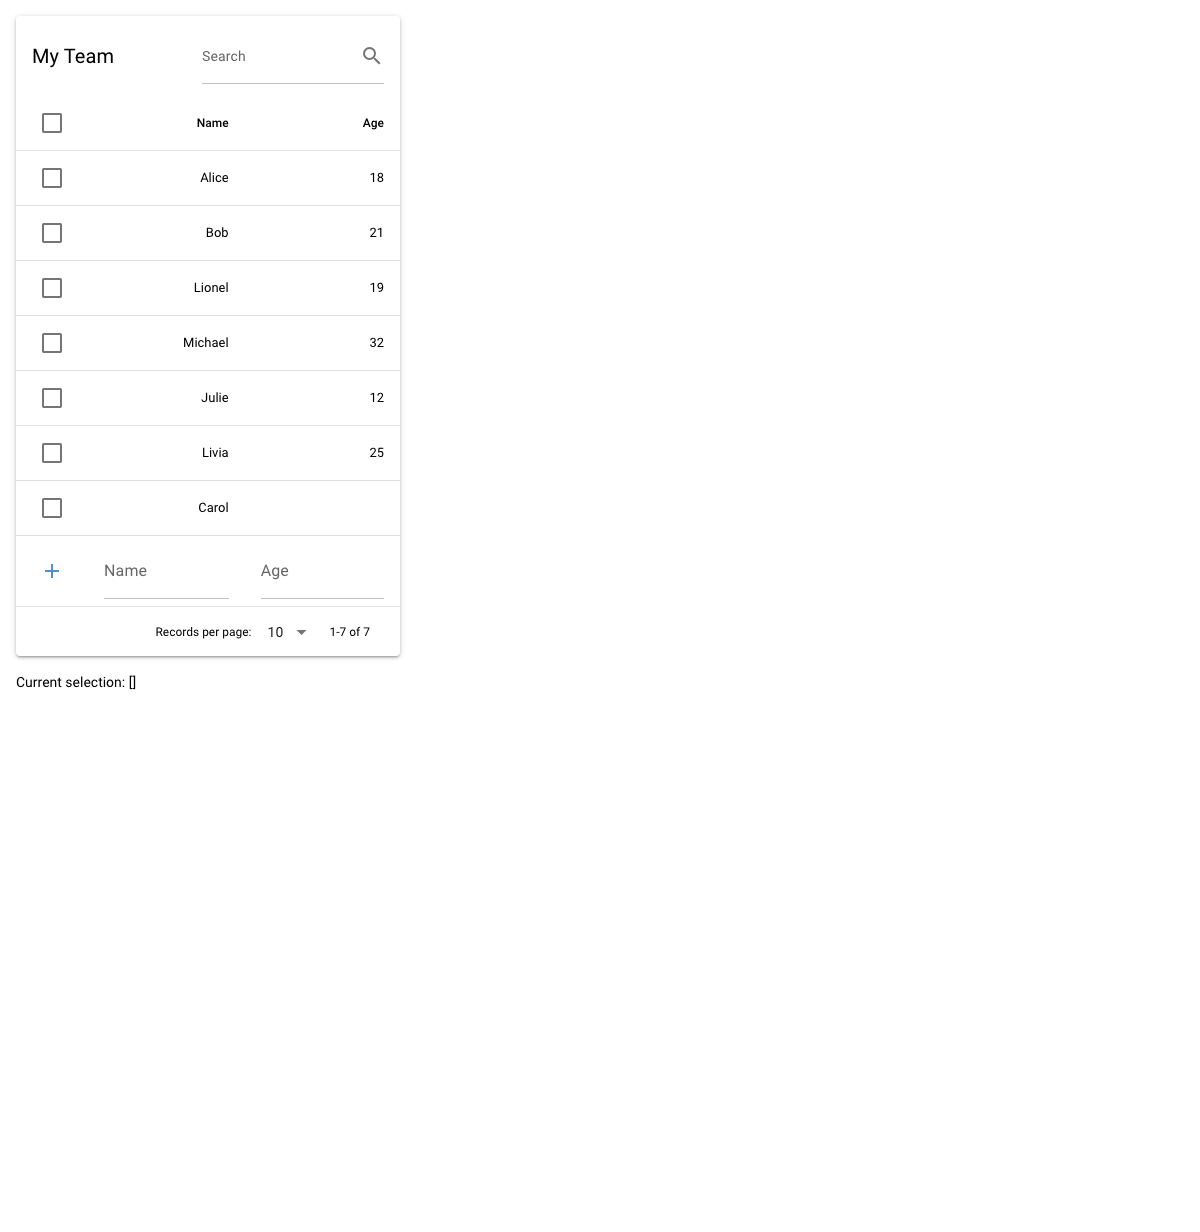 My Team Search
Name Age
Alice 18
Bob 21
Lionel 19
Michael 32
Julie 12
Livia 25
Carol
Name Age
Records per page: 10 1-7 of 7
Current selection: []